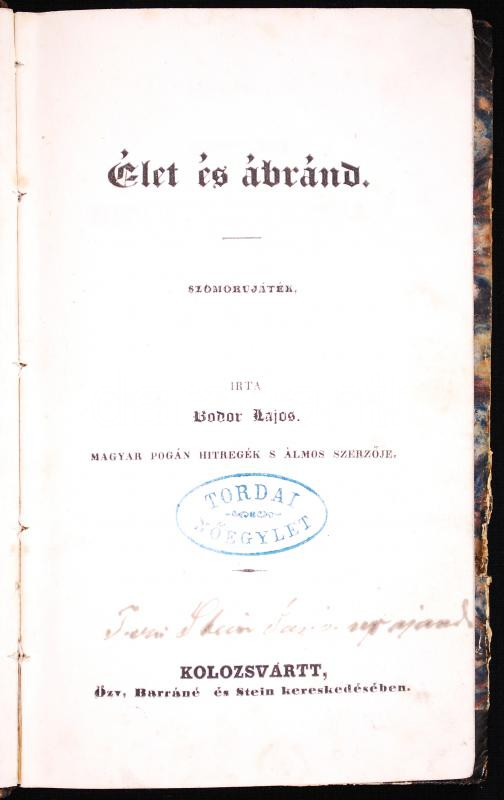 Élet és ábránd.
SZOMORUJÁTÉK.
IRTA
Bodor Lajos.
MAGYAR POGÁN HITREGÉK S ÁLMOS SZERZŐJE.
TORDAI
NŐEGYLET
Stein
KOLOZSVÁRTT,
Özv. Barráné és Stein kereskedésében.